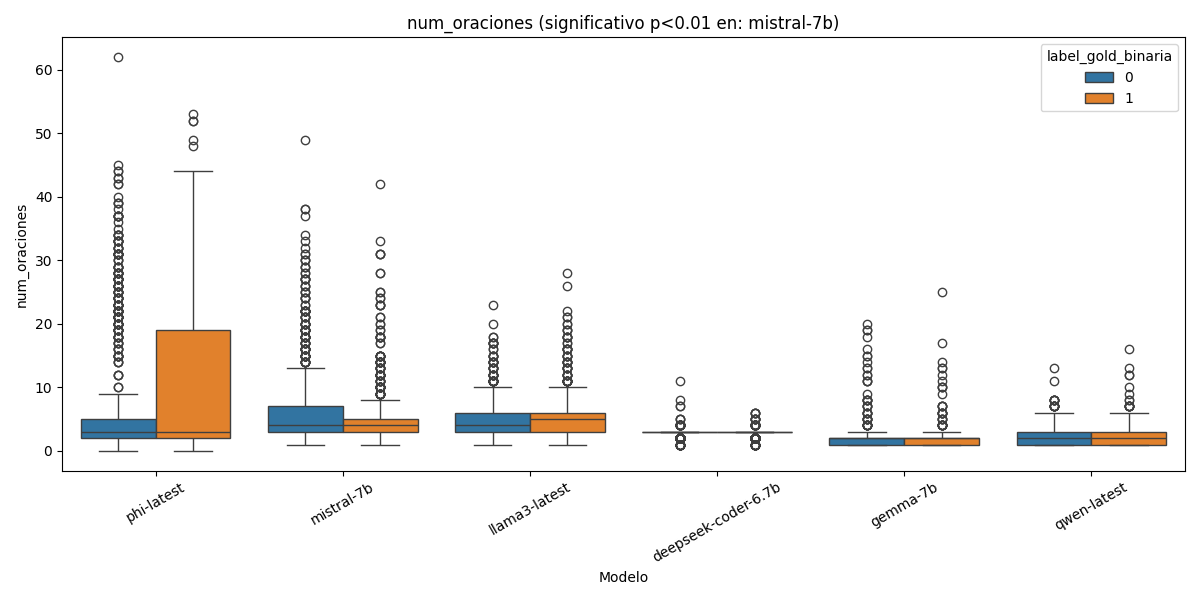 num_oraciones (significativo p<0.01 en: mistral-7b)
label_gold_binaria
0
1
num_oraciones
60
50
40
30
20
10
0
phi-latest
mistral-7b
llama3-latest
deepseek-coder-6.7b
gemma-7b
qwen-latest
Modelo